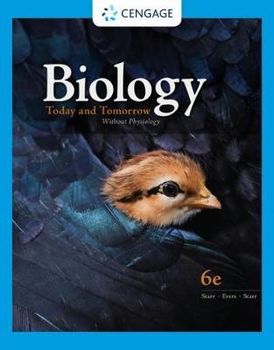 CENGAGE
Biology
Today and Tomorrow
Without Physiology
6e
Starr · Evers · Starr